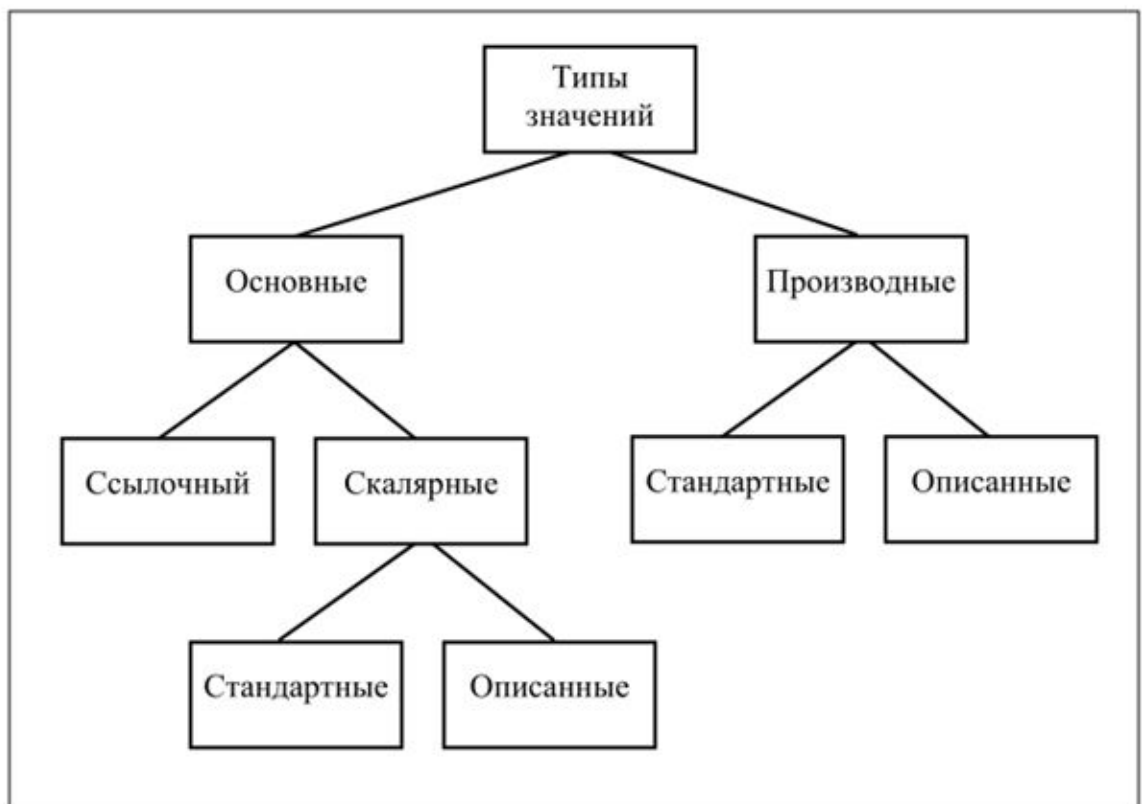 Типы
значений
Основные
Производные
Ссылочный
Скалярные
Стандартные
Описанные
Стандартные
Описанные